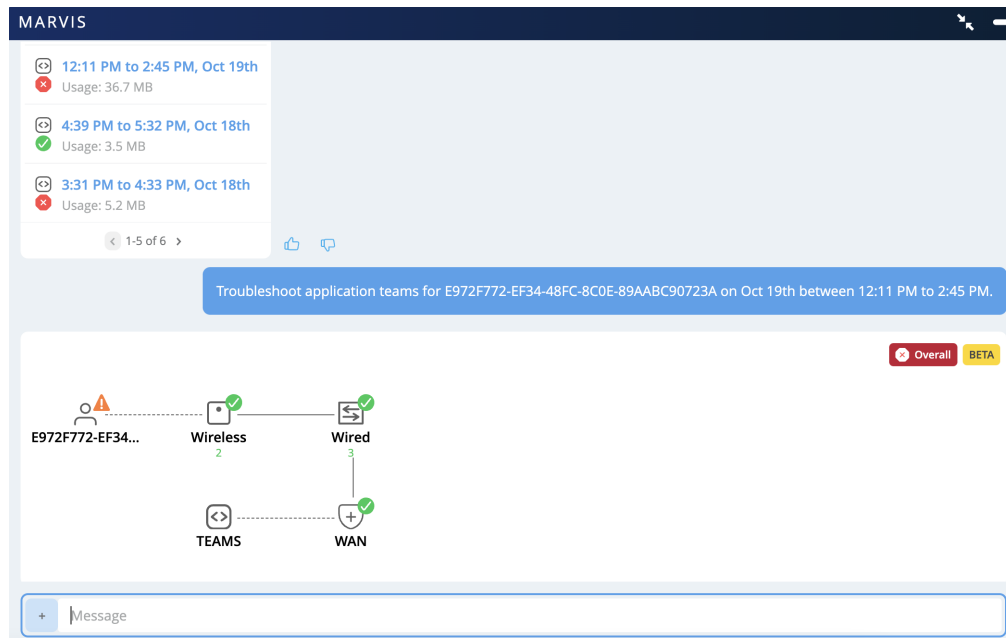 MARVIS
12:11 PM to 2:45 PM, Oct 19th
Usage: 36.7 MB
4:39 PM to 5:32 PM, Oct 18th
Usage: 3.5 MB
3:31 PM to 4:33 PM, Oct 18th
Usage: 5.2 MB
1-5 of 6
Troubleshoot application teams for E972F772-EF34-48FC-8C0E-89AABC90723A on Oct 19th between 12:11 PM to 2:45 PM.
Overall BETA
E972F772-EF34... Wireless Wired
2 3
TEAMS WAN
+ Message